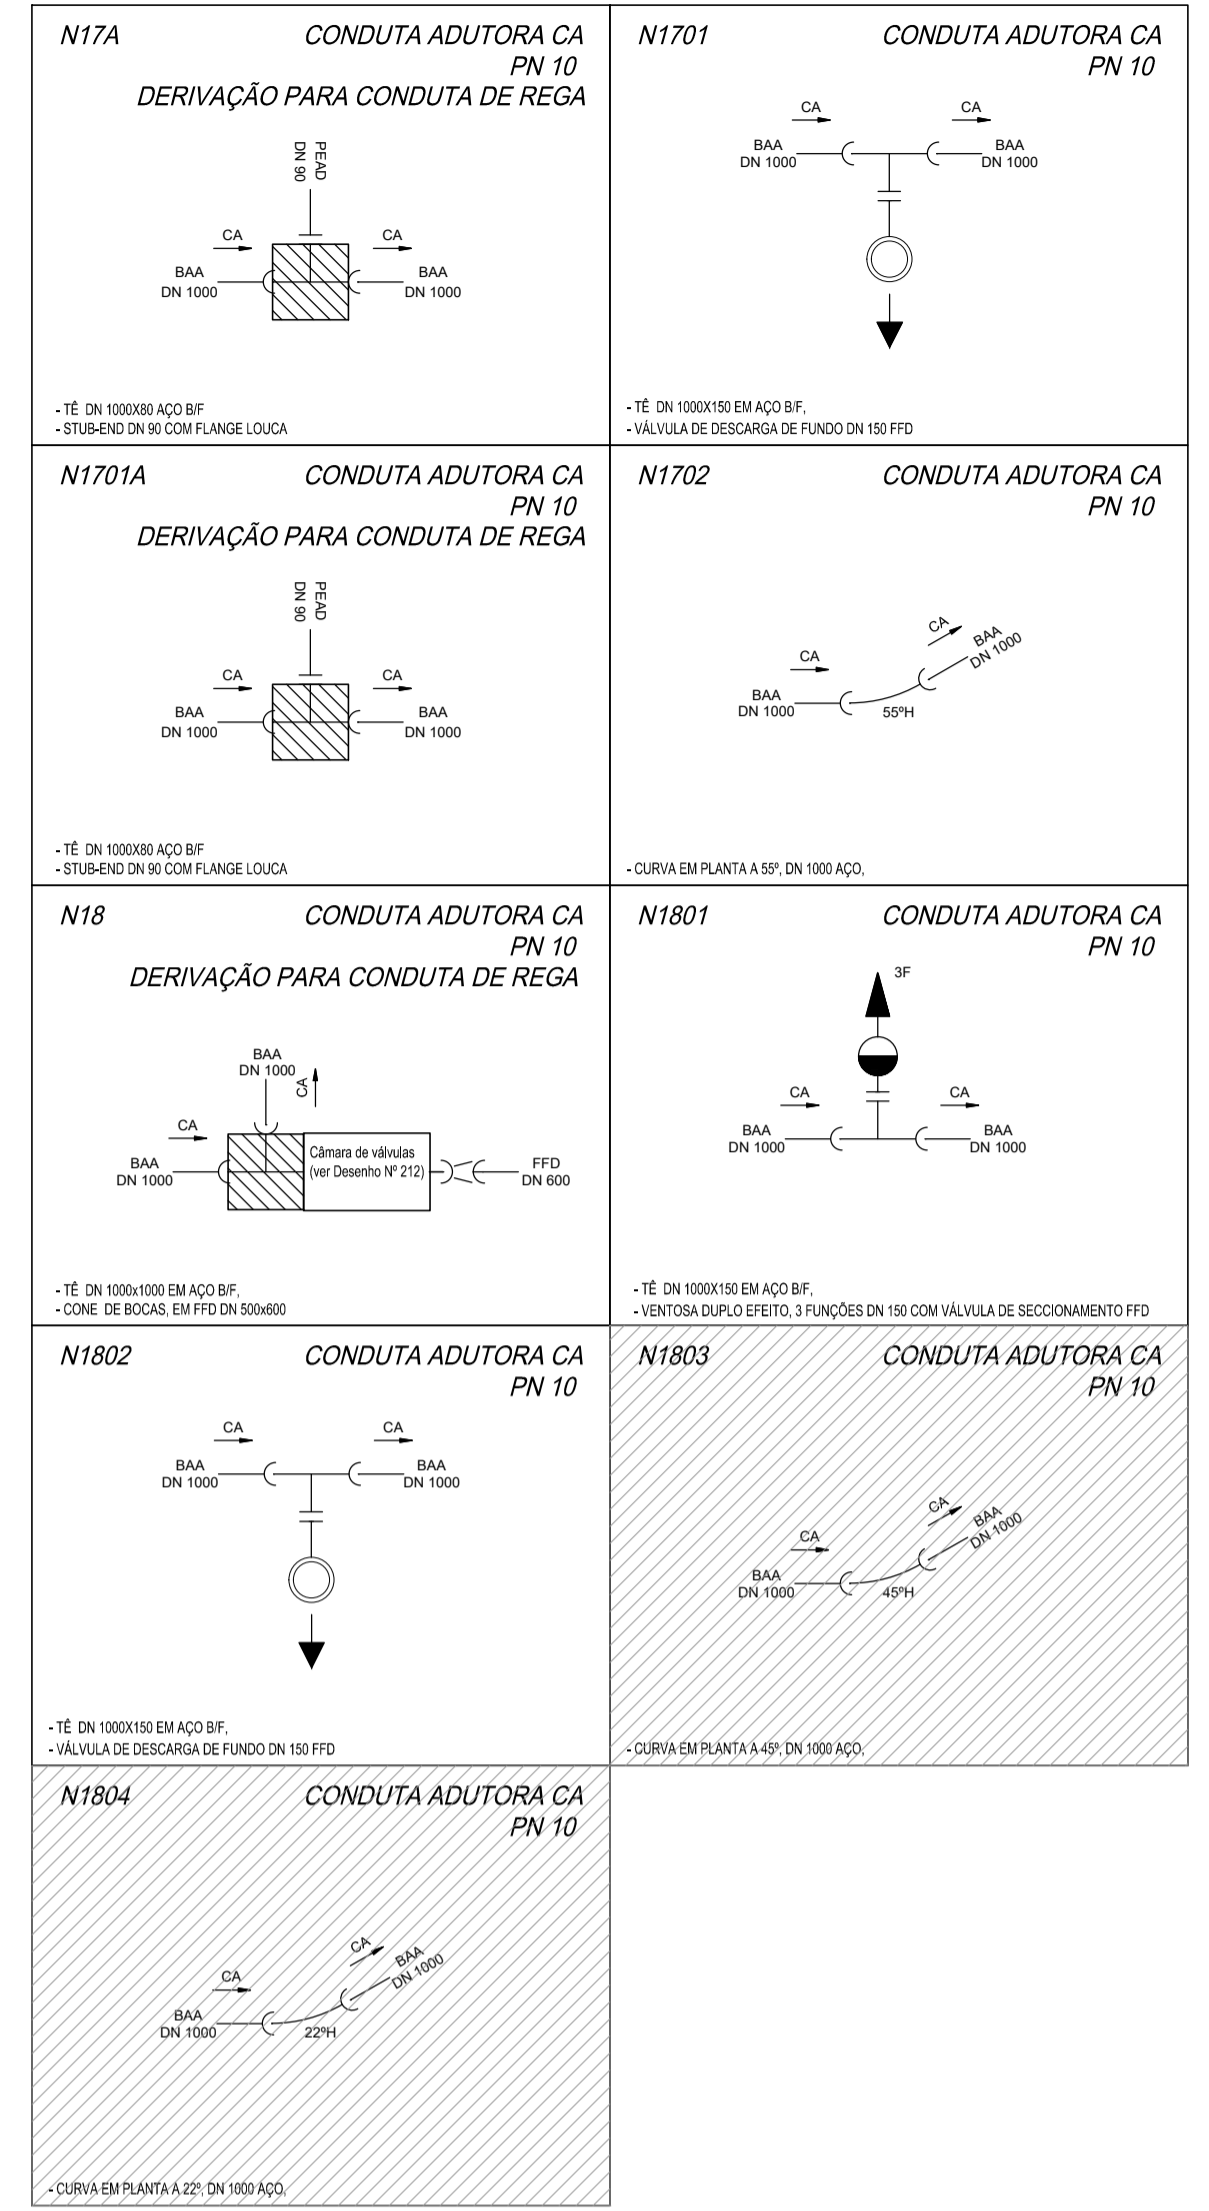 N17A
CONDUTA ADUTORA CA
PN 10
DERIVAÇÃO PARA CONDUTA DE REGA
PEAD
DN 90
CA
CA
BAA
DN 1000
BAA
DN 1000
- TÊ DN 1000X80 AÇO B/F
- STUB-END DN 90 COM FLANGE LOUCA
N1701
CONDUTA ADUTORA CA
PN 10
CA
CA
BAA
DN 1000
BAA
DN 1000
- TÊ DN 1000X150 EM AÇO B/F,
- VÁLVULA DE DESCARGA DE FUNDO DN 150 FFD
N1701A
CONDUTA ADUTORA CA
PN 10
DERIVAÇÃO PARA CONDUTA DE REGA
PEAD
DN 90
CA
CA
BAA
DN 1000
BAA
DN 1000
- TÊ DN 1000X80 AÇO B/F
- STUB-END DN 90 COM FLANGE LOUCA
N1702
CONDUTA ADUTORA CA
PN 10
CA
CA
BAA
DN 1000
BAA
DN 1000
55ºH
- CURVA EM PLANTA A 55º, DN 1000 AÇO,
N18
CONDUTA ADUTORA CA
PN 10
DERIVAÇÃO PARA CONDUTA DE REGA
BAA
DN 1000
CA
CA
BAA
DN 1000
Câmara de válvulas
(ver Desenho Nº 212)
FFD
DN 600
- TÊ DN 1000x1000 EM AÇO B/F,
- CONE DE BOCAS, EM FFD DN 500x600
N1801
CONDUTA ADUTORA CA
PN 10
3F
CA
CA
BAA
DN 1000
BAA
DN 1000
- TÊ DN 1000X150 EM AÇO B/F,
- VENTOSA DUPLO EFEITO, 3 FUNÇÕES DN 150 COM VÁLVULA DE SECCIONAMENTO FFD
N1802
CONDUTA ADUTORA CA
PN 10
CA
CA
BAA
DN 1000
BAA
DN 1000
- TÊ DN 1000X150 EM AÇO B/F,
- VÁLVULA DE DESCARGA DE FUNDO DN 150 FFD
N1803
CONDUTA ADUTORA CA
PN 10
CA
CA
BAA
DN 1000
BAA
DN 1000
45ºH
- CURVA EM PLANTA A 45º, DN 1000 AÇO,
N1804
CONDUTA ADUTORA CA
PN 10
CA
CA
BAA
DN 1000
BAA
DN 1000
22ºH
- CURVA EM PLANTA A 22º, DN 1000 AÇO,